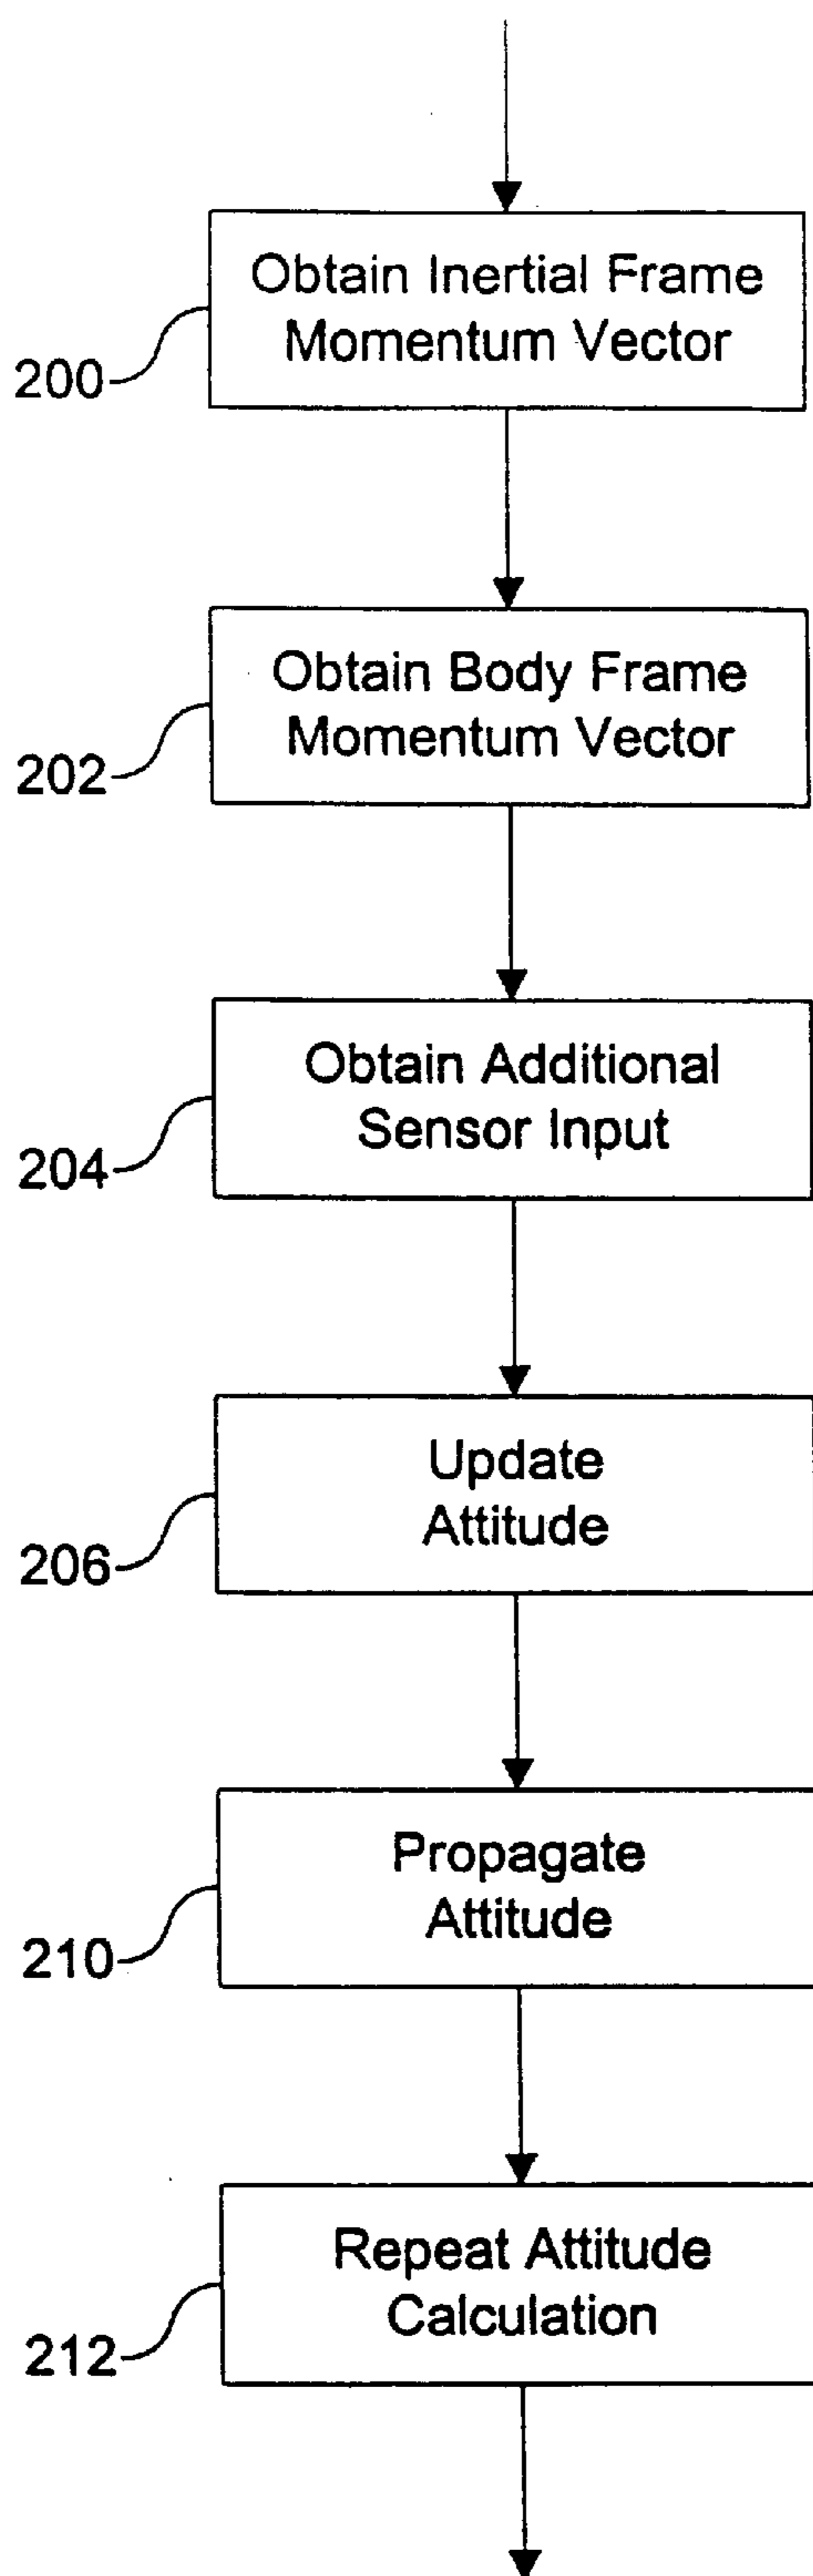 Obtain Inertial Frame
Momentum Vector
200
Obtain Body Frame
Momentum Vector
202
Obtain Additional
Sensor Input
204
Update
Attitude
206
Propagate
Attitude
210
Repeat Attitude
Calculation
212